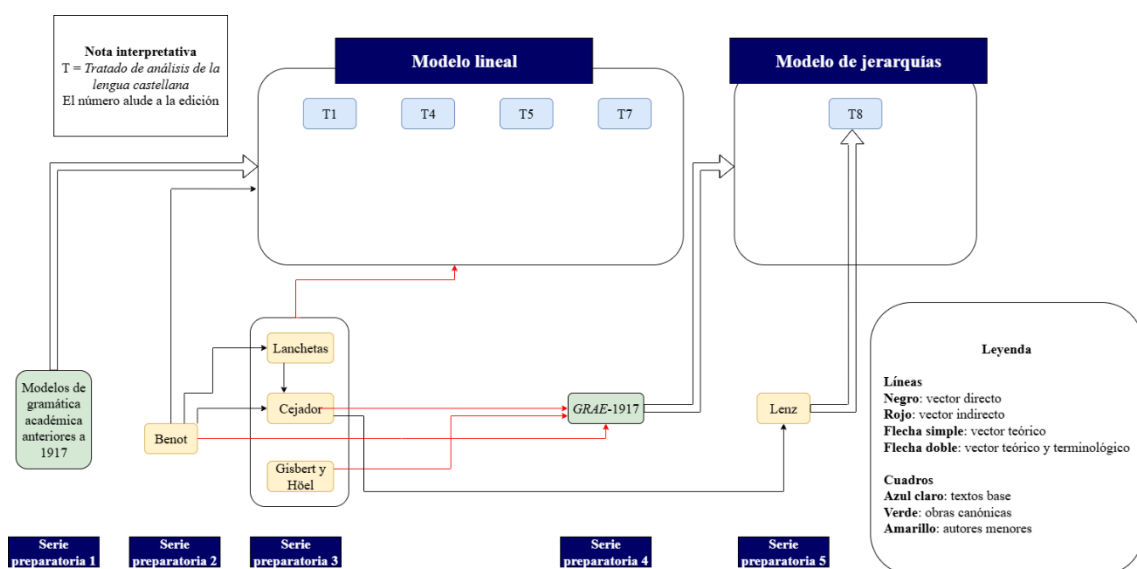 Nota interpretativa
T = Tratado de análisis de la
lengua castellana
El número alude a la edición
Modelo lineal
Modelo de jerarquías
T1
T4
T5
T7
T8
Lanchetas
Cejador
Gisbert y
Höel
Modelos de
gramática
académica
anteriores a
1917
Benot
GRAE-1917
Lenz
Leyenda
Líneas
Negro: vector directo
Rojo: vector indirecto
Flecha simple: vector teórico
Flecha doble: vector teórico y terminológico
Cuadros
Azul claro: textos base
Verde: obras canónicas
Amarillo: autores menores
Serie
preparatoria 1
Serie
preparatoria 2
Serie
preparatoria 3
Serie
preparatoria 4
Serie
preparatoria 5